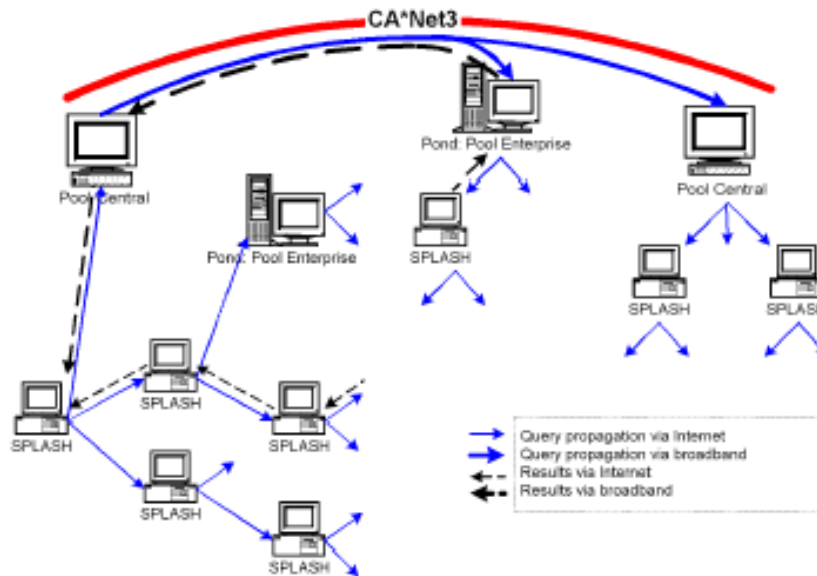 CA*Net3
Pond: Pool Enterprise
Pool Central
Pool Central
SPLASH
Pond: Pool Enterprise
SPLASH
SPLASH
SPLASH
SPLASH
SPLASH
SPLASH
SPLASH
Query propagation via Internet
Query propagation via broadband
Results via Internet
Results via broadband
SPLASH